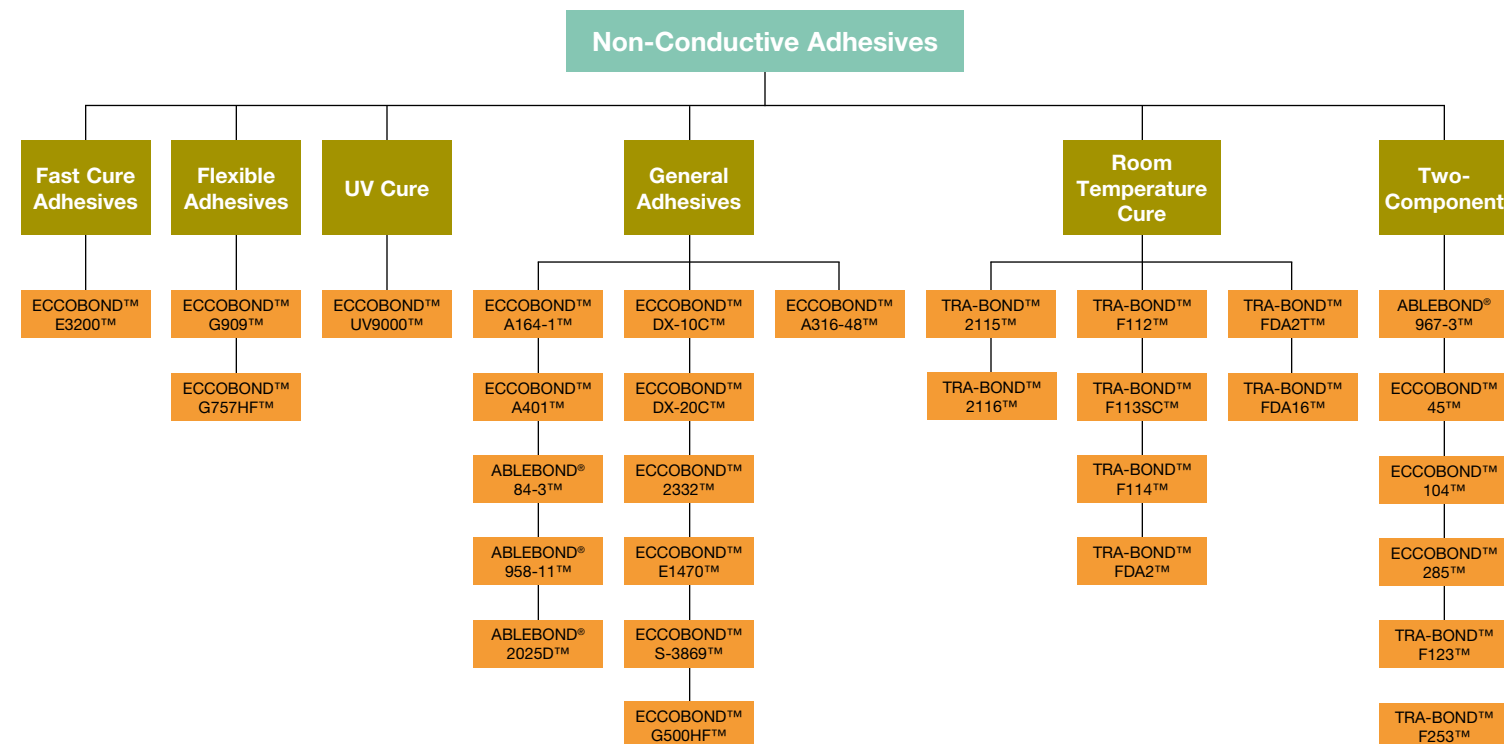 Non-Conductive Adhesives
Fast Cure
Adhesives
Flexible
Adhesives
UV Cure
General
Adhesives
Room
Temperature
Cure
Two-
Component
ECCOBOND™
E3200™
ECCOBOND™
G909™
ECCOBOND™
G757HF™
ECCOBOND™
UV9000™
ECCOBOND™
A164-1™
ECCOBOND™
A401™
ABLEBOND®
84-3™
ABLEBOND®
958-11™
ABLEBOND®
2025D™
ECCOBOND™
DX-10C™
ECCOBOND™
DX-20C™
ECCOBOND™
2332™
ECCOBOND™
E1470™
ECCOBOND™
S-3869™
ECCOBOND™
G500HF™
ECCOBOND™
A316-48™
TRA-BOND™
2115™
TRA-BOND™
2116™
TRA-BOND™
F112™
TRA-BOND™
F113SC™
TRA-BOND™
F114™
TRA-BOND™
FDA2™
TRA-BOND™
FDA2T™
TRA-BOND™
FDA16™
ABLEBOND®
967-3™
ECCOBOND™
45™
ECCOBOND™
104™
ECCOBOND™
285™
TRA-BOND™
F123™
TRA-BOND™
F253™